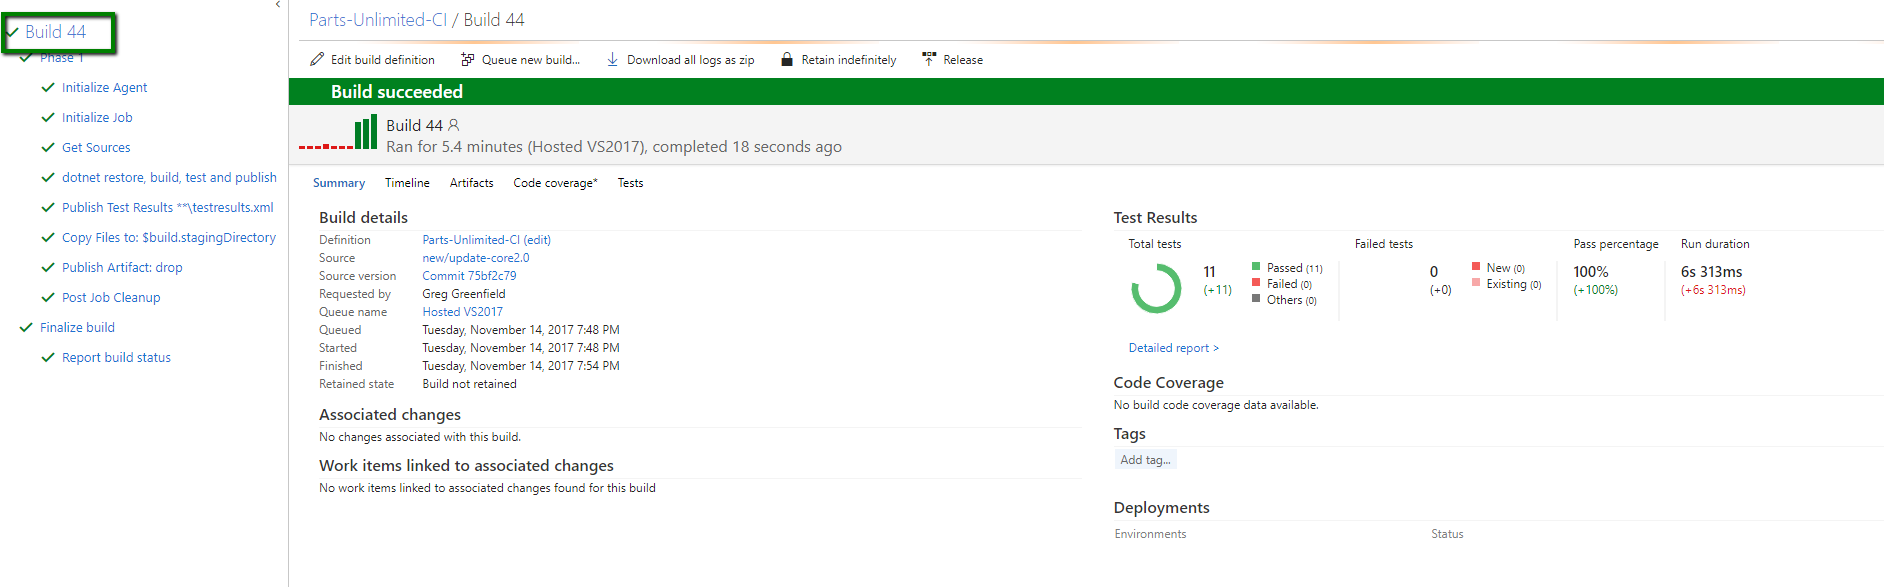 Build 44
Phase 1
Initialize Agent
Initialize Job
Get Sources
dotnet restore, build, test and publish
Publish Test Results **\testresults.xml
Copy Files to: $build.stagingDirectory
Publish Artifact: drop
Post Job Cleanup
Finalize build
Report build status
Parts-Unlimited-CI / Build 44
Edit build definition Queue new build... Download all logs as zip Retain indefinitely Release
Build succeeded
Build 44
Ran for 5.4 minutes (Hosted VS2017), completed 18 seconds ago
Summary Timeline Artifacts Code coverage* Tests
Build details
Definition Parts-Unlimited-CI (edit)
Source new/update-core2.0
Source version Commit 75bf2c79
Requested by Greg Greenfield
Queue name Hosted VS2017
Queued Tuesday, November 14, 2017 7:48 PM
Started Tuesday, November 14, 2017 7:48 PM
Finished Tuesday, November 14, 2017 7:54 PM
Retained state Build not retained
Associated changes
No changes associated with this build.
Work items linked to associated changes
No work items linked to associated changes found for this build
Test Results
Total tests Failed tests Pass percentage Run duration
11 Passed (11) 0 New (0) 100% 6s 313ms
(+11) Failed (0) (+0) Existing (0) (+100%) (+6s 313ms)
Others (0)
Detailed report >
Code Coverage
No build code coverage data available.
Tags
Add tag...
Deployments
Environments Status